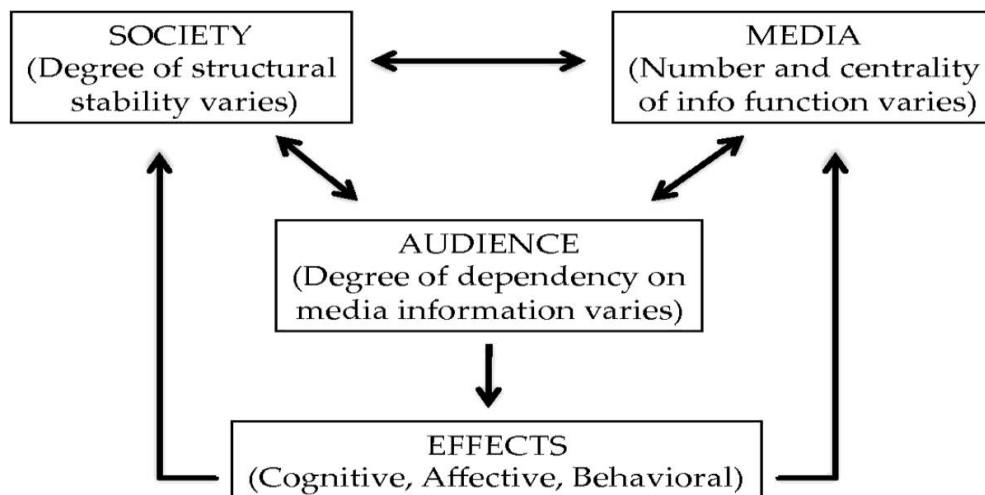 SOCIETY
(Degree of structural
stability varies)
MEDIA
(Number and centrality
of info function varies)
AUDIENCE
(Degree of dependency on
media information varies)
EFFECTS
(Cognitive, Affective, Behavioral)